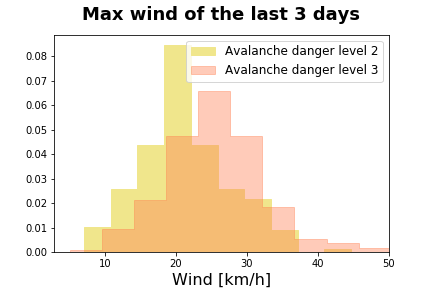 Max wind of the last 3 days
Avalanche danger level 2
Avalanche danger level 3
0.08
0.07
0.06
0.05
0.04
0.03
0.02
0.01
0.00
10 20 30 40 50
Wind [km/h]